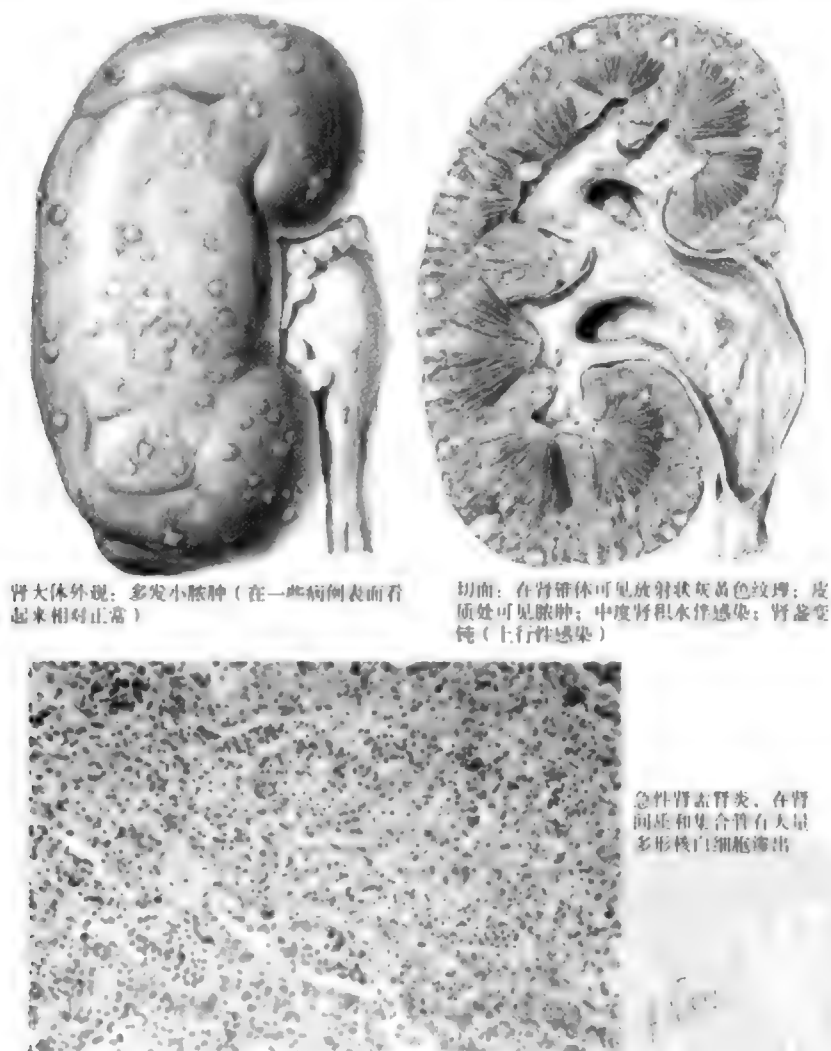 肾大体外观：多发小脓肿（在一些病例表面看
起来相对正常）
切面：在肾锥体可见放射状灰黄色纹理；皮
质处可见脓肿；中度肾积水伴感染；肾盏变
钝（上行性感染）
急性肾盂肾炎，在肾
间质和集合管有大量
多形核白细胞渗出